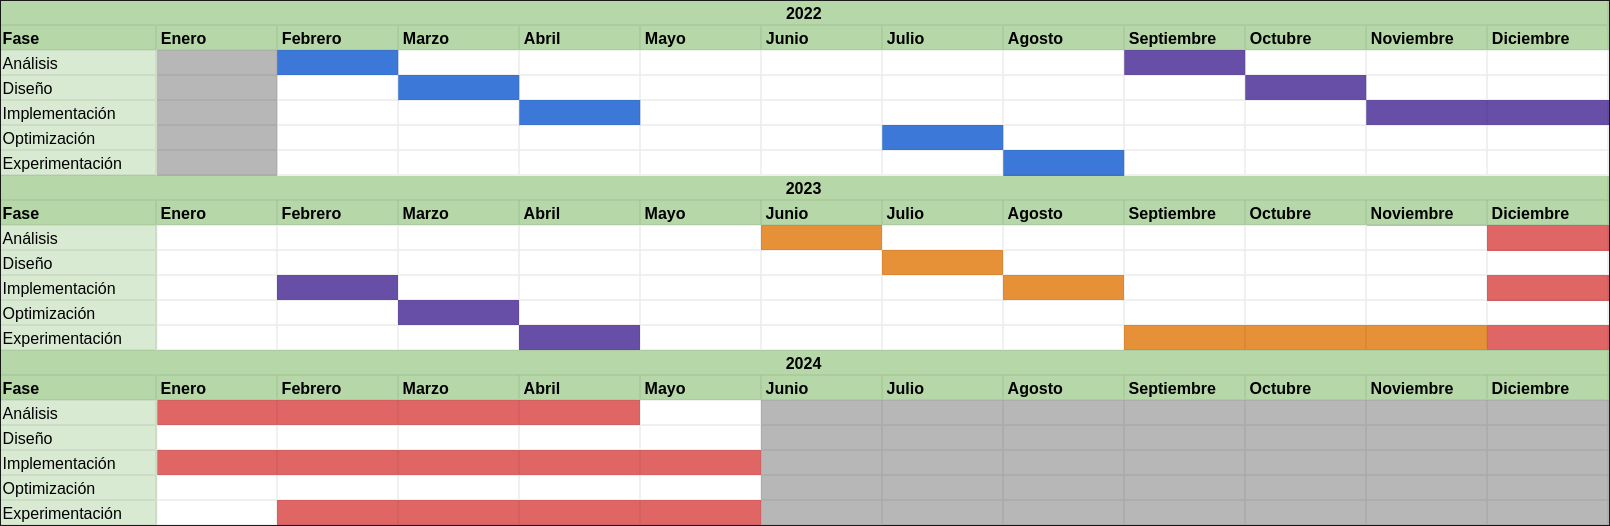 2022
Fase Enero Febrero Marzo Abril Mayo Junio Julio Agosto Septiembre Octubre Noviembre Diciembre
Análisis
Diseño
Implementación
Optimización
Experimentación
2023
Fase Enero Febrero Marzo Abril Mayo Junio Julio Agosto Septiembre Octubre Noviembre Diciembre
Análisis
Diseño
Implementación
Optimización
Experimentación
2024
Fase Enero Febrero Marzo Abril Mayo Junio Julio Agosto Septiembre Octubre Noviembre Diciembre
Análisis
Diseño
Implementación
Optimización
Experimentación